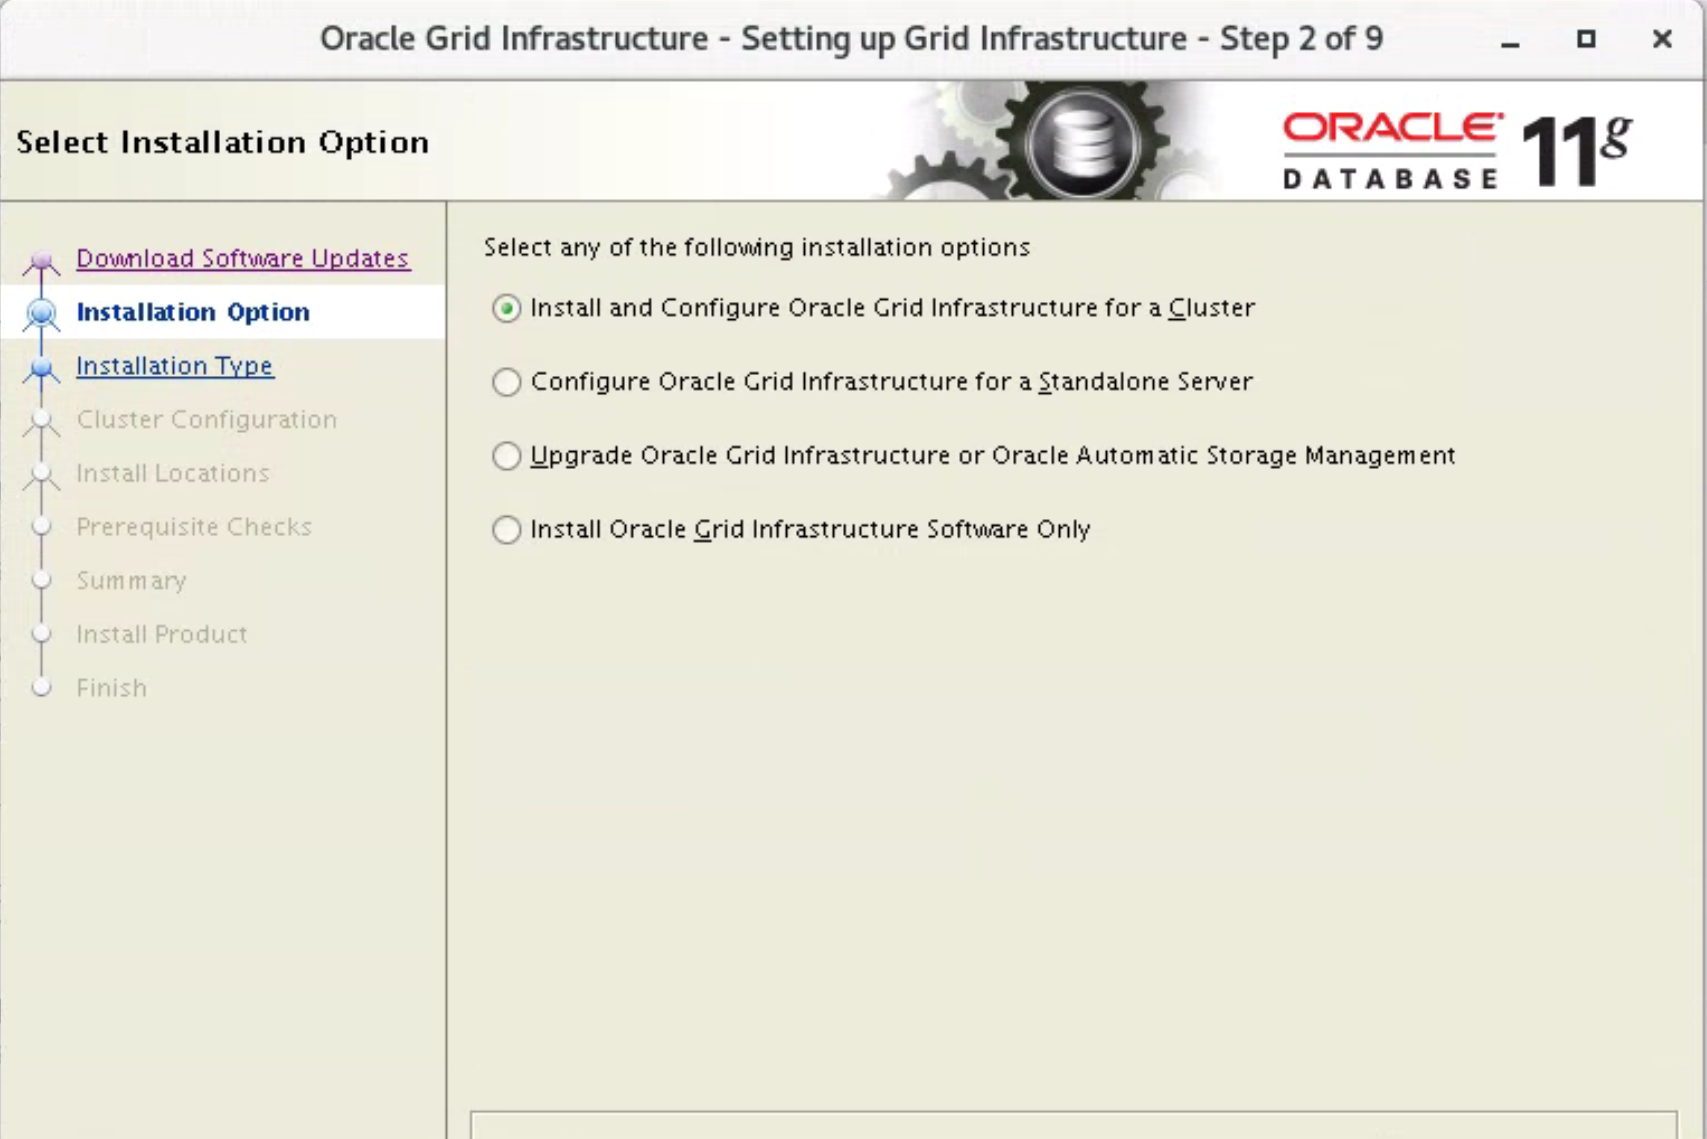 Oracle Grid Infrastructure - Setting up Grid Infrastructure - Step 2 of 9
Select Installation Option
ORACLE
DATABASE
11g
Download Software Updates
Installation Option
Installation Type
Cluster Configuration
Install Locations
Prerequisite Checks
Summary
Install Product
Finish
Select any of the following installation options
Install and Configure Oracle Grid Infrastructure for a Cluster
Configure Oracle Grid Infrastructure for a Standalone Server
Upgrade Oracle Grid Infrastructure or Oracle Automatic Storage Management
Install Oracle Grid Infrastructure Software Only